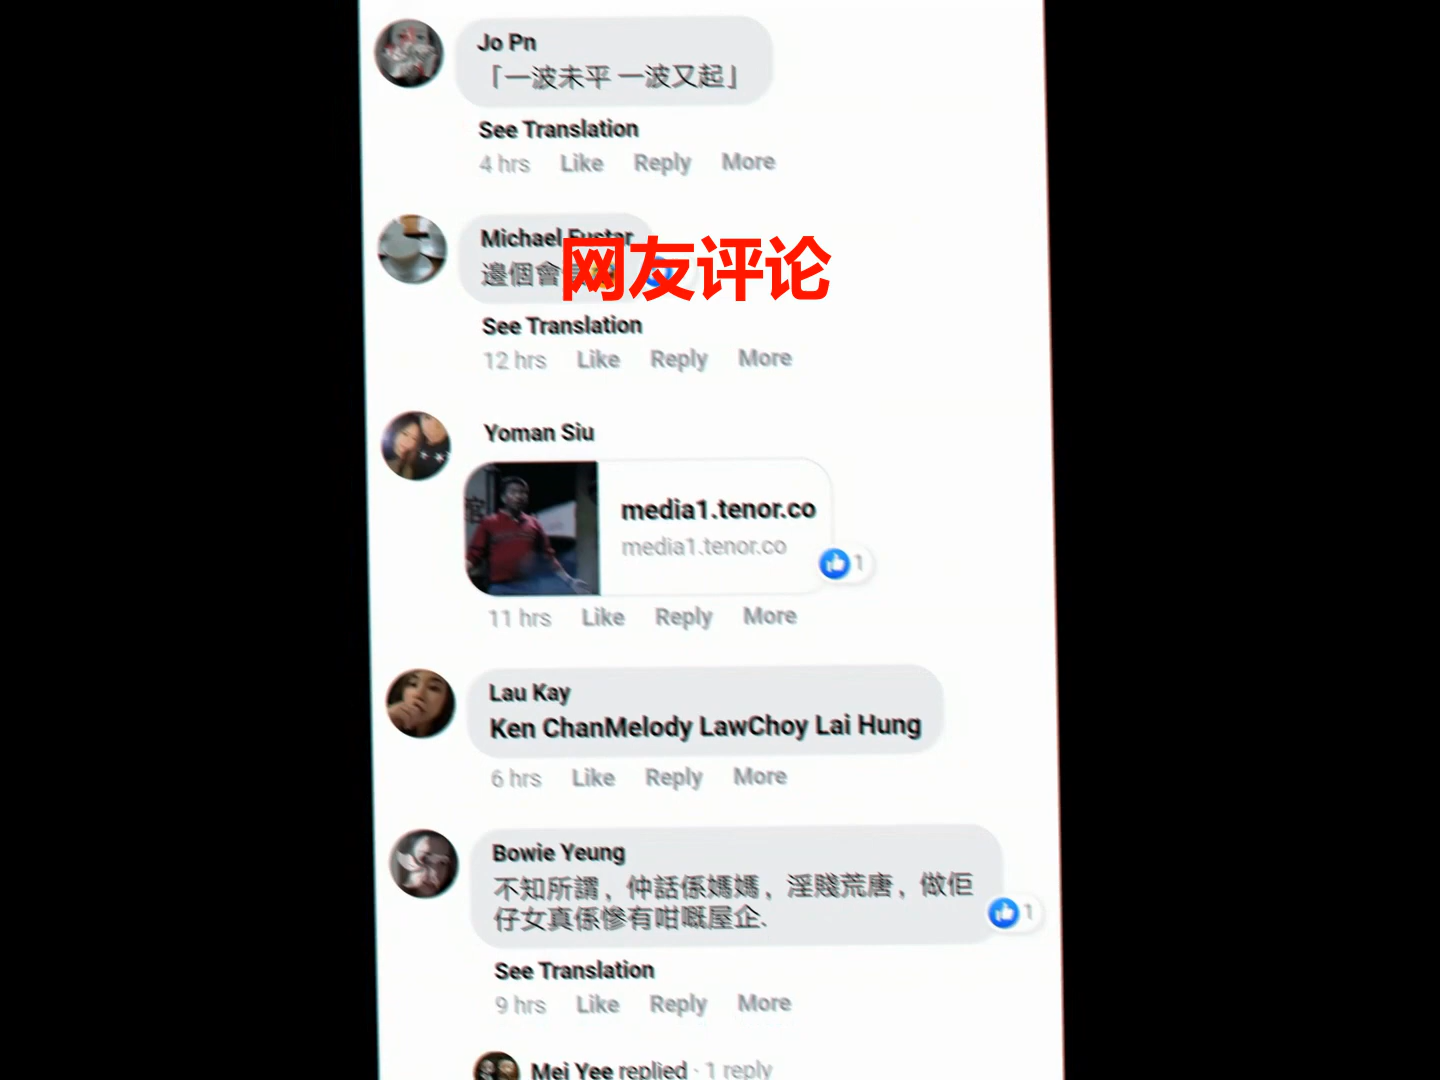 Jo Pn
「一波未平 一波又起」
See Translation
4 hrs Like Reply More
Michael
邊個會
网友评论
See Translation
12 hrs Like Reply More
Yoman Siu
media1.tenor.co
media1.tenor.co
1
11 hrs Like Reply More
Lau Kay
Ken ChanMelody LawChoy Lai Hung
6 hrs Like Reply More
Bowie Yeung
不知所謂，仲話係媽媽，淫賤荒唐，做佢
仔女真係慘有咁嘅屋企.
1
See Translation
9 hrs Like Reply More
Mei Yee replied · 1 reply